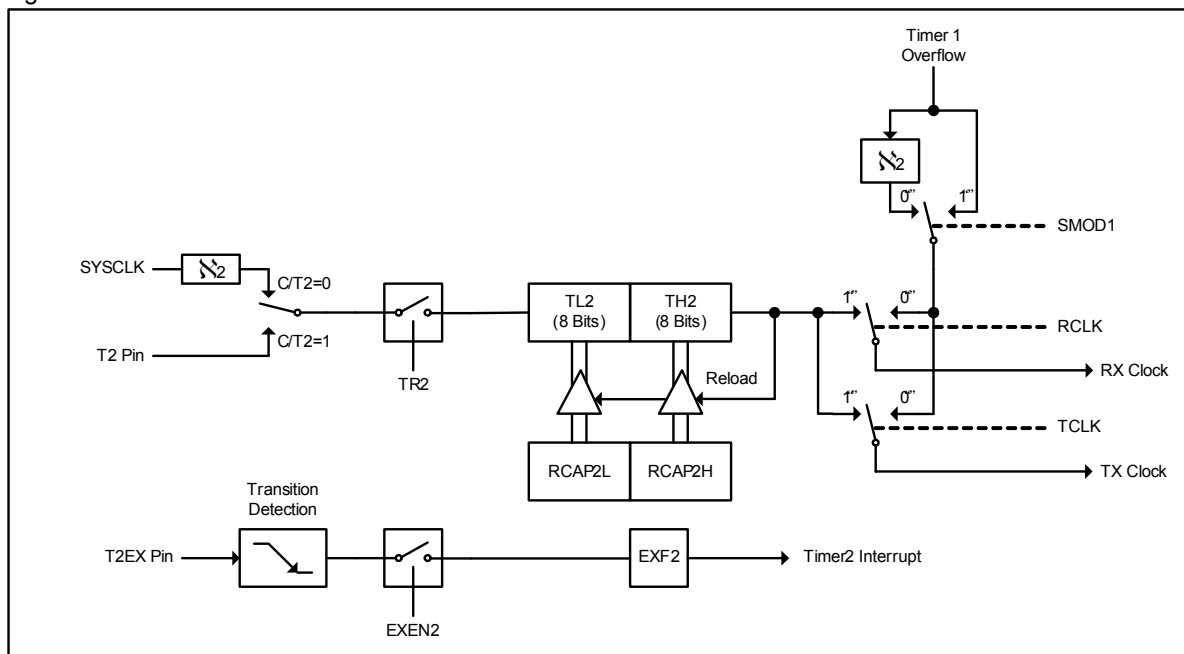 Timer 1
Overflow
ℵ2
0” 1”
SMOD1
SYSCLK
ℵ2
C/T2=0
TL2
(8 Bits)
TH2
(8 Bits)
1” 0”
RCLK
T2 Pin
C/T2=1
TR2
Reload
RX Clock
1” 0”
TCLK
RCAP2L
RCAP2H
TX Clock
Transition
Detection
T2EX Pin
EXF2
Timer2 Interrupt
EXEN2